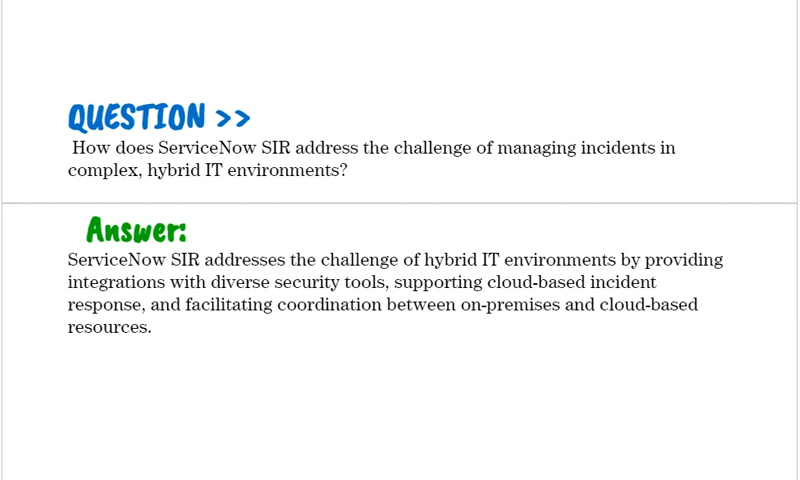 QUESTION >>
How does ServiceNow SIR address the challenge of managing incidents in
complex, hybrid IT environments?
Answer:
ServiceNow SIR addresses the challenge of hybrid IT environments by providing
integrations with diverse security tools, supporting cloud-based incident
response, and facilitating coordination between on-premises and cloud-based
resources.